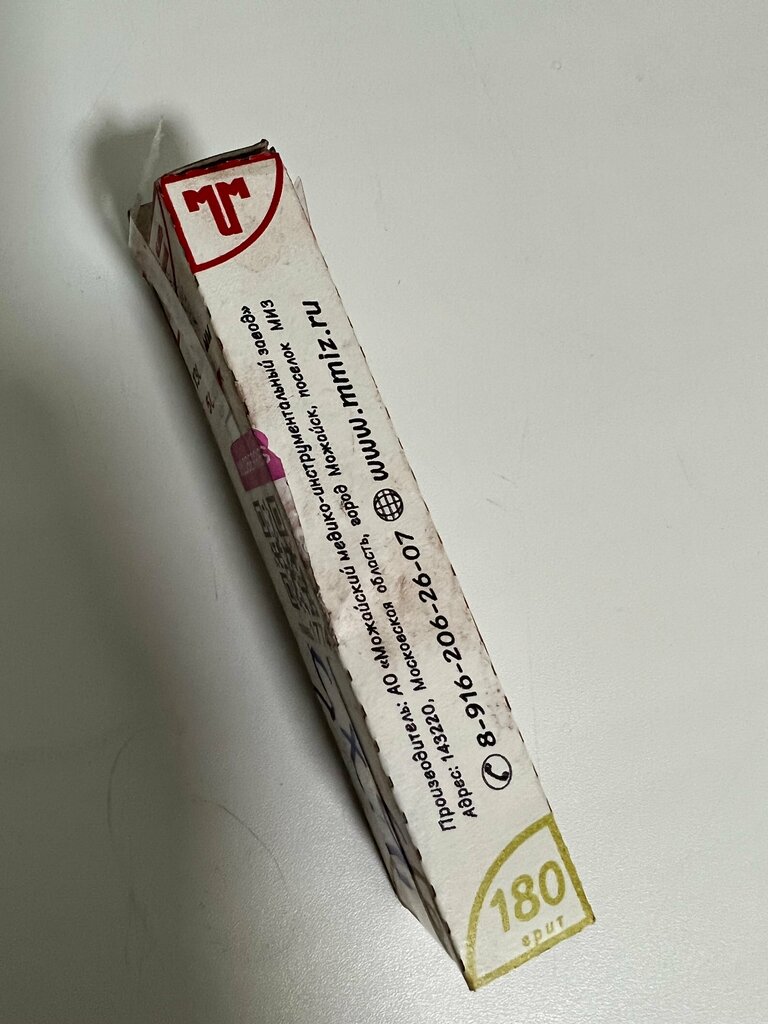 Производитель: АО «Можайский медико-инструментальный завод»
Адрес: 143220, Московская область, город Можайск, поселок МИЗ
8-916-206-26-07 www.mmiz.ru
180
грит